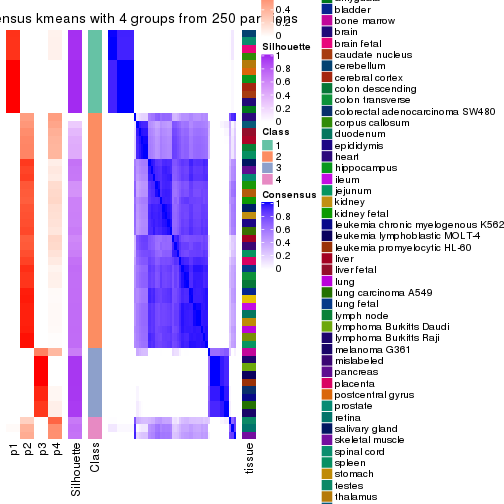 ensus kmeans with 4 groups from 250 par ons
0.4
0.2
0
Silhouette
1
0.8
0.6
0.4
0.2
0
Class
1
2
3
4
Consensus
1
0.8
0.6
0.4
0.2
0
p1
p2
p3
p4
Silhouette
Class
tissue
bladder
bone marrow
brain
brain fetal
caudate nucleus
cerebellum
cerebral cortex
colon descending
colon transverse
colorectal adenocarcinoma SW480
corpus callosum
duodenum
epididymis
heart
hippocampus
ileum
jejunum
kidney
kidney fetal
leukemia chronic myelogenous K562
leukemia lymphoblastic MOLT-4
leukemia promyelocytic HL-60
liver
liver fetal
lung
lung carcinoma A549
lung fetal
lymph node
lymphoma Burkitts Daudi
lymphoma Burkitts Raji
melanoma G361
mislabeled
pancreas
placenta
postcentral gyrus
prostate
retina
salivary gland
skeletal muscle
spinal cord
spleen
stomach
testes
thalamus